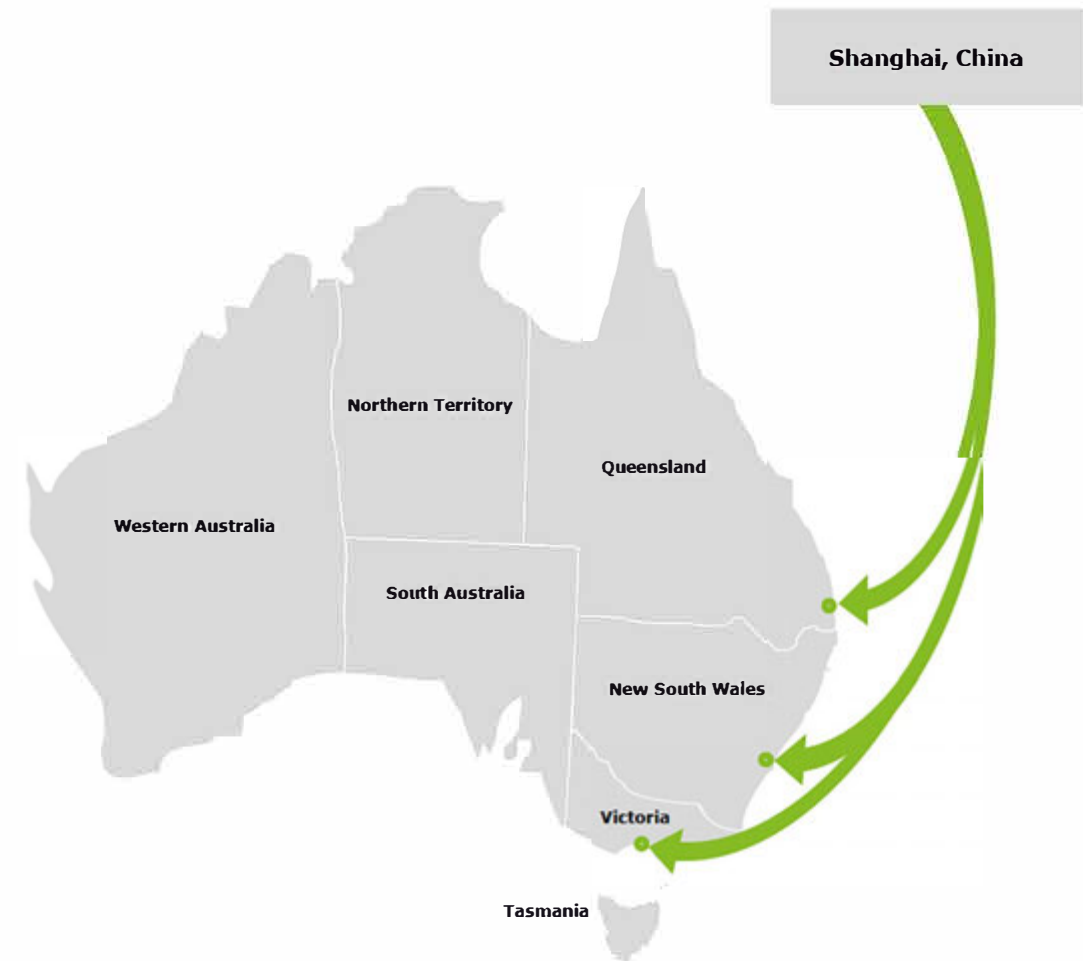 Shanghai, China
Northern Territory
Queensland
Western Australia
South Australia
New South Wales
Victoria
Tasmania